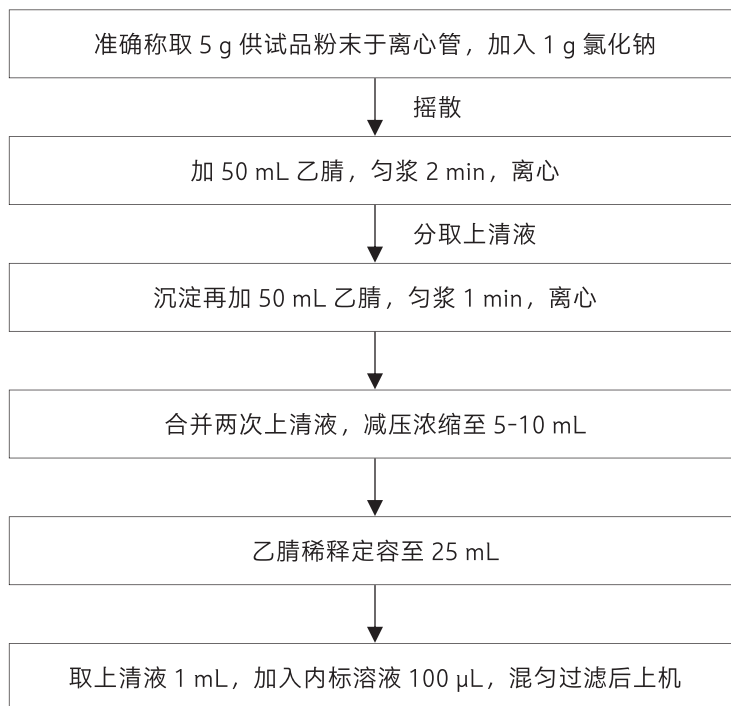 准确称取 5 g 供试品粉末于离心管，加入 1 g 氯化钠
摇散
加 50 mL 乙腈，匀浆 2 min，离心
分取上清液
沉淀再加 50 mL 乙腈，匀浆 1 min，离心
合并两次上清液，减压浓缩至 5-10 mL
乙腈稀释定容至 25 mL
取上清液 1 mL，加入内标溶液 100 μL，混匀过滤后上机